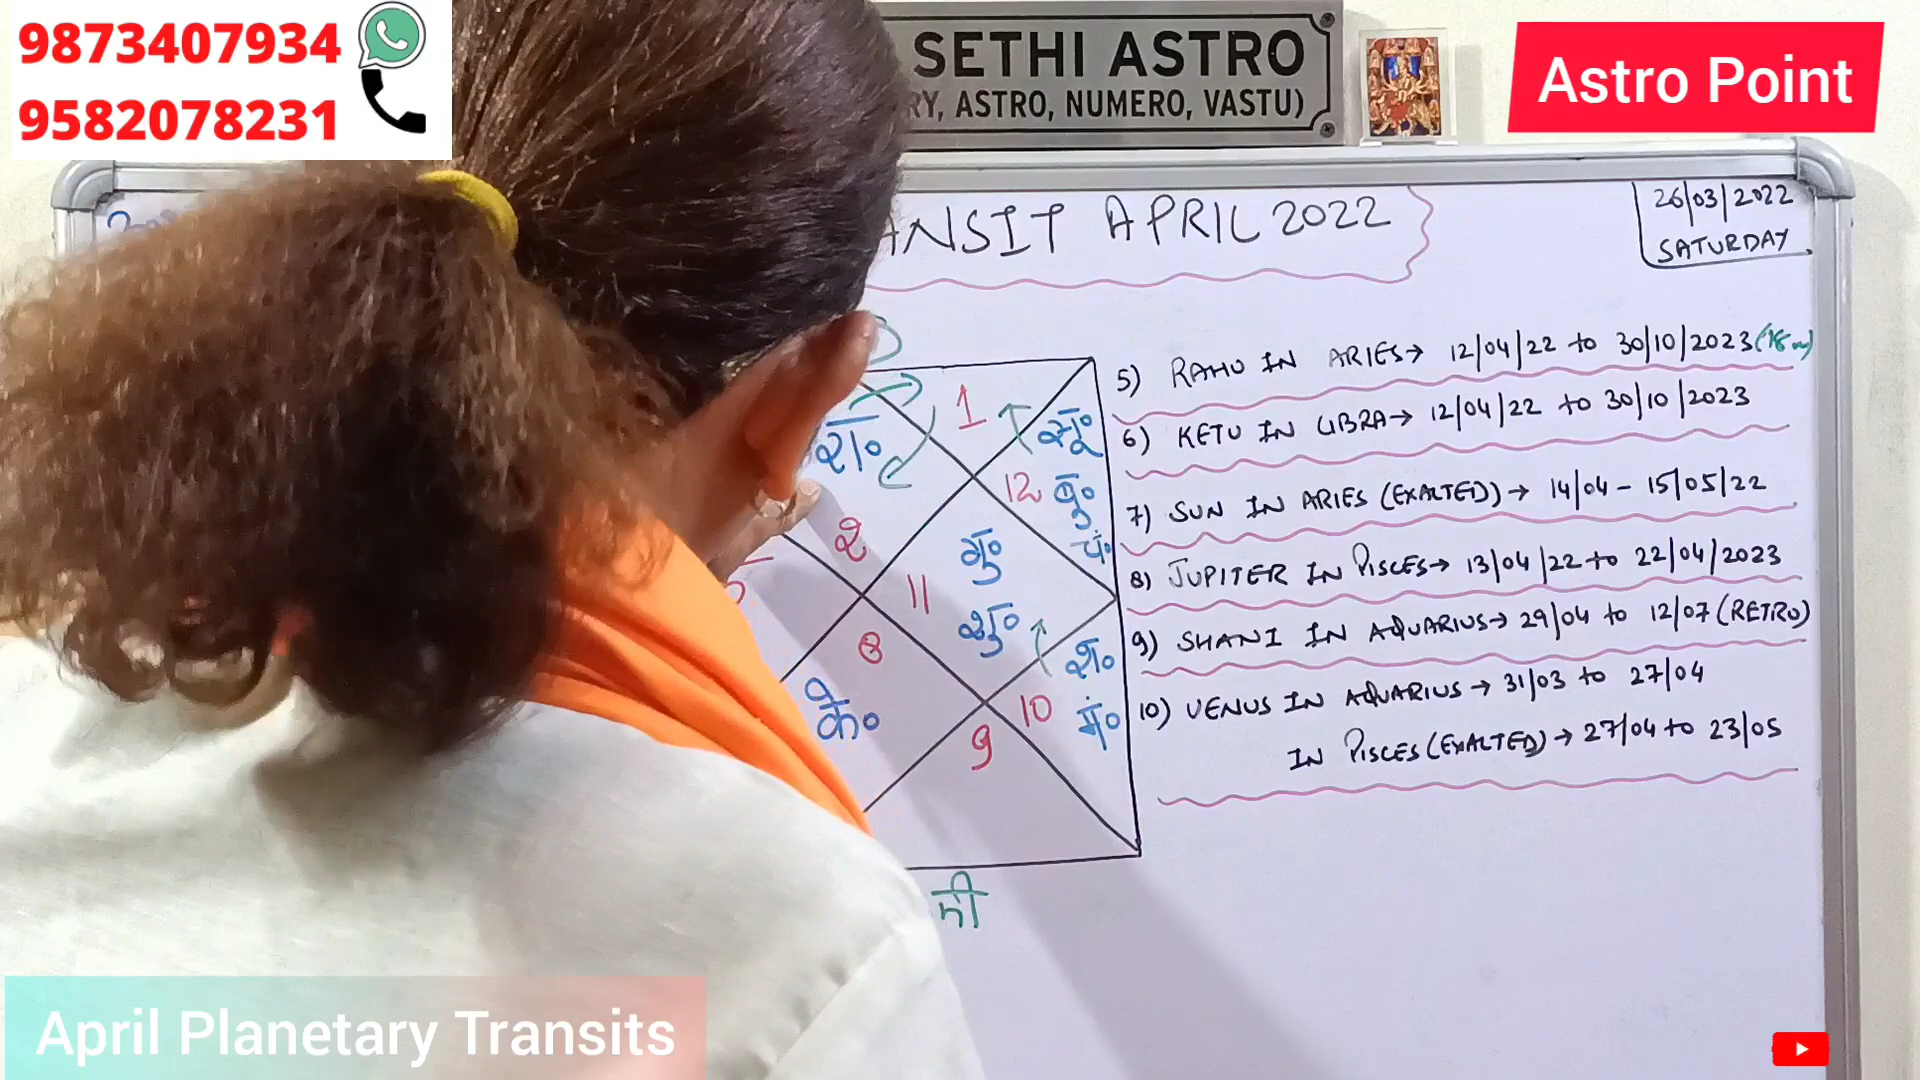 9873407934
9582078231
SETHI ASTRO
RY, ASTRO, NUMERO, VASTU)
Astro Point
ANSIT APRIL 2022
26/03/2022
SATURDAY
5) RAHU IN ARIES→ 12/04/22 to 30/10/2023 (18m)
6) KETU IN LIBRA→ 12/04/22 to 30/10/2023
7) SUN IN ARIES (EXALTED)→ 14/04 - 15/05/22
8) JUPITER IN PISCES→ 13/04/22 to 22/04/2023
9) SHANI IN AQUARIUS→ 29/04 to 12/07 (RETRO)
10) VENUS IN AQUARIUS→ 31/03 to 27/04
IN PISCES (EXALTED)→ 27/04 to 23/05
1
रा०
सू०
12 बु०
चं०
2
11
गु०
शु०
8
के०
10
श०
मं०
9
मी
April Planetary Transits